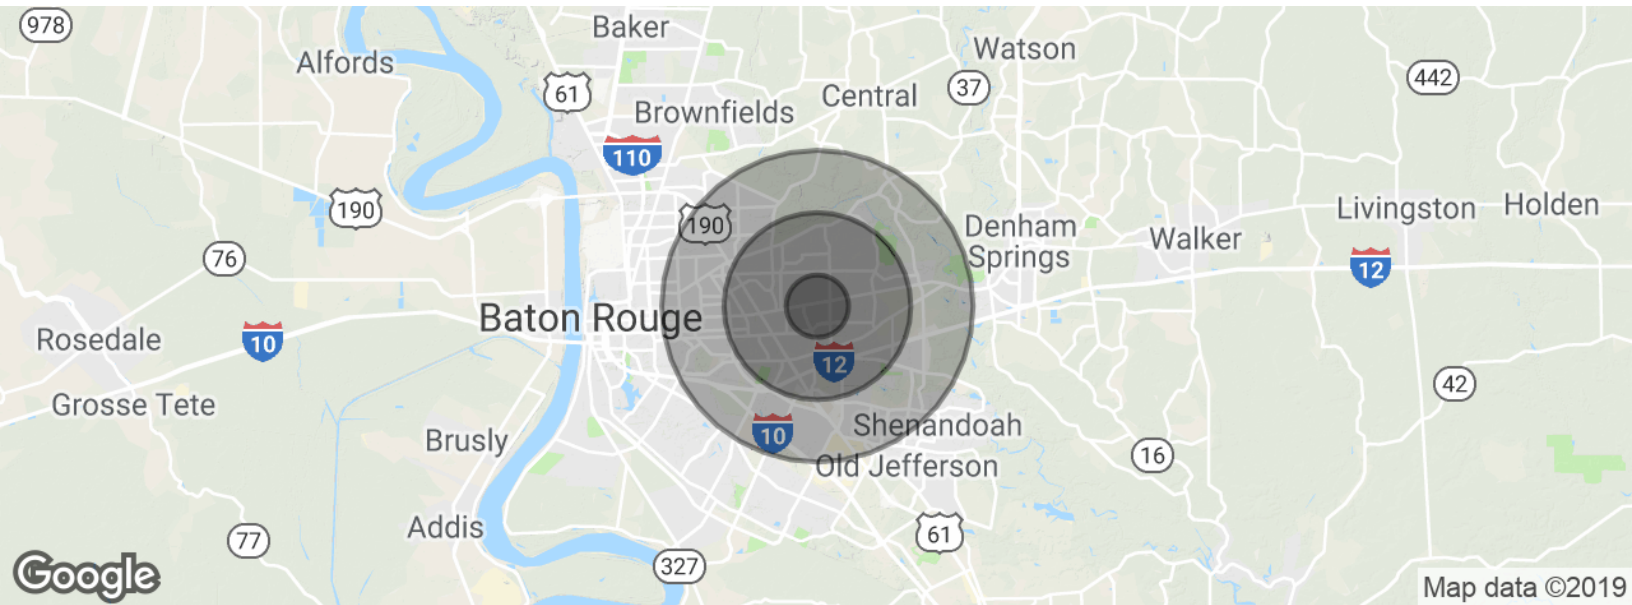 978
Baker
Watson
Alfords
442
61
37
Central
Brownfields
110
190
Livingston
Holden
190
Denham
Springs
Walker
76
12
Baton Rouge
Rosedale
10
12
42
Grosse Tete
Shenandoah
10
Brusly
16
Old Jefferson
Addis
61
77
327
Google
Map data ©2019